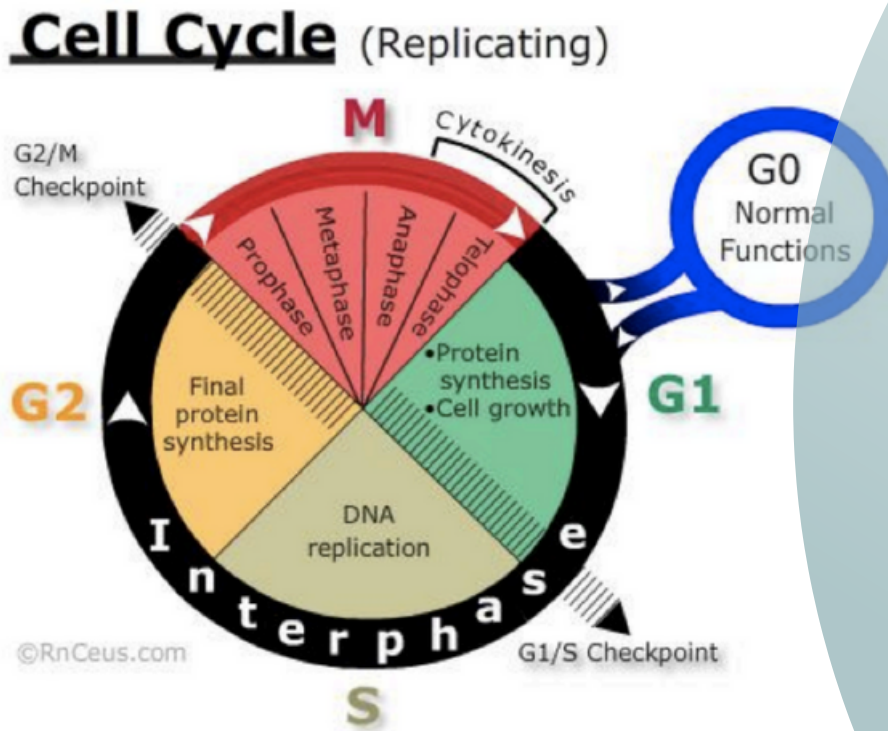 Cell Cycle (Replicating)
M
Cytokinesis
G2/M
Checkpoint
G0
Normal
Functions
Prophase
Metaphase
Anaphase
Telophase
•Protein
synthesis
•Cell growth
G1
G2
Final
protein
synthesis
DNA
replication
Interphase
©RnCeus.com
G1/S Checkpoint
S